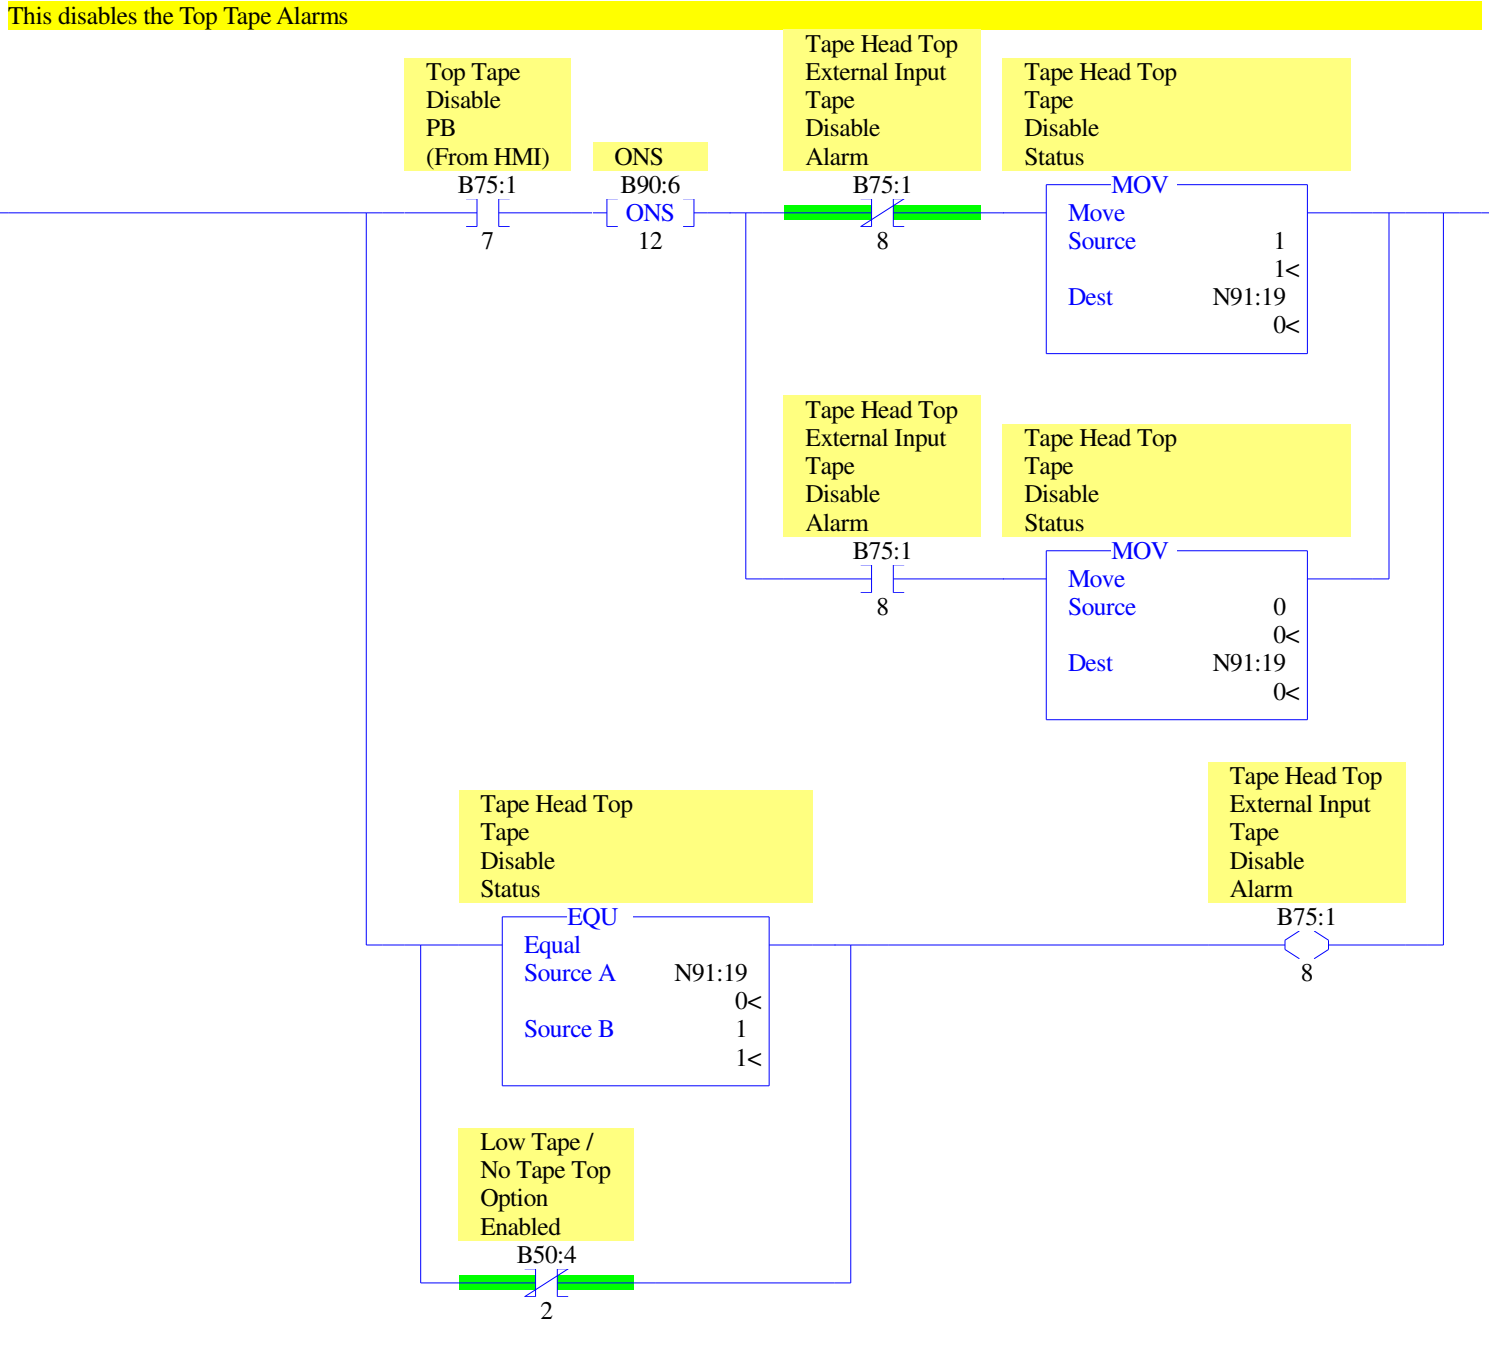 This disables the Top Tape Alarms
Top Tape
Disable
PB
(From HMI)
B75:1
7
ONS
B90:6
ONS
12
Tape Head Top
External Input
Tape
Disable
Alarm
B75:1
8
Tape Head Top
Tape
Disable
Status
MOV
Move
Source 1
1<
Dest N91:19
0<
Tape Head Top
External Input
Tape
Disable
Alarm
B75:1
8
Tape Head Top
Tape
Disable
Status
MOV
Move
Source 0
0<
Dest N91:19
0<
Tape Head Top
Tape
Disable
Status
EQU
Equal
Source A N91:19
0<
Source B 1
1<
Tape Head Top
External Input
Tape
Disable
Alarm
B75:1
8
Low Tape /
No Tape Top
Option
Enabled
B50:4
2